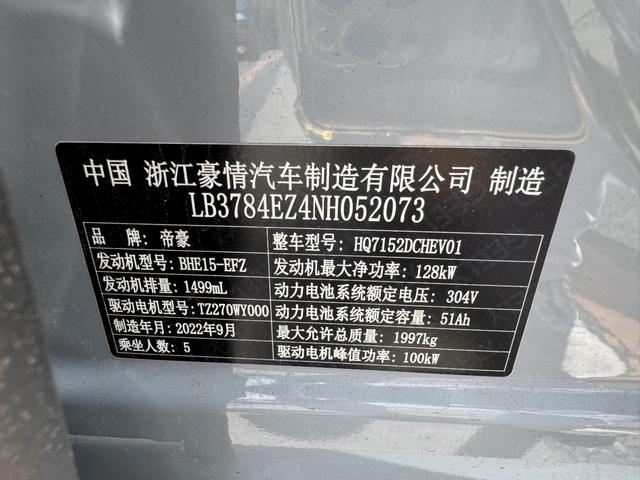 中国 浙江豪情汽车制造有限公司 制造
LB3784EZ4NH052073
品 牌：帝豪 整车型号：HQ7152DCHEV01
发动机型号：BHE15-EFZ 发动机最大净功率：128kW
发动机排量：1499mL 动力电池系统额定电压：304V
驱动电机型号：TZ270WY000 动力电池系统额定容量：51Ah
制造年月：2022年9月 最大允许总质量：1997kg
乘坐人数：5 驱动电机峰值功率：100kW